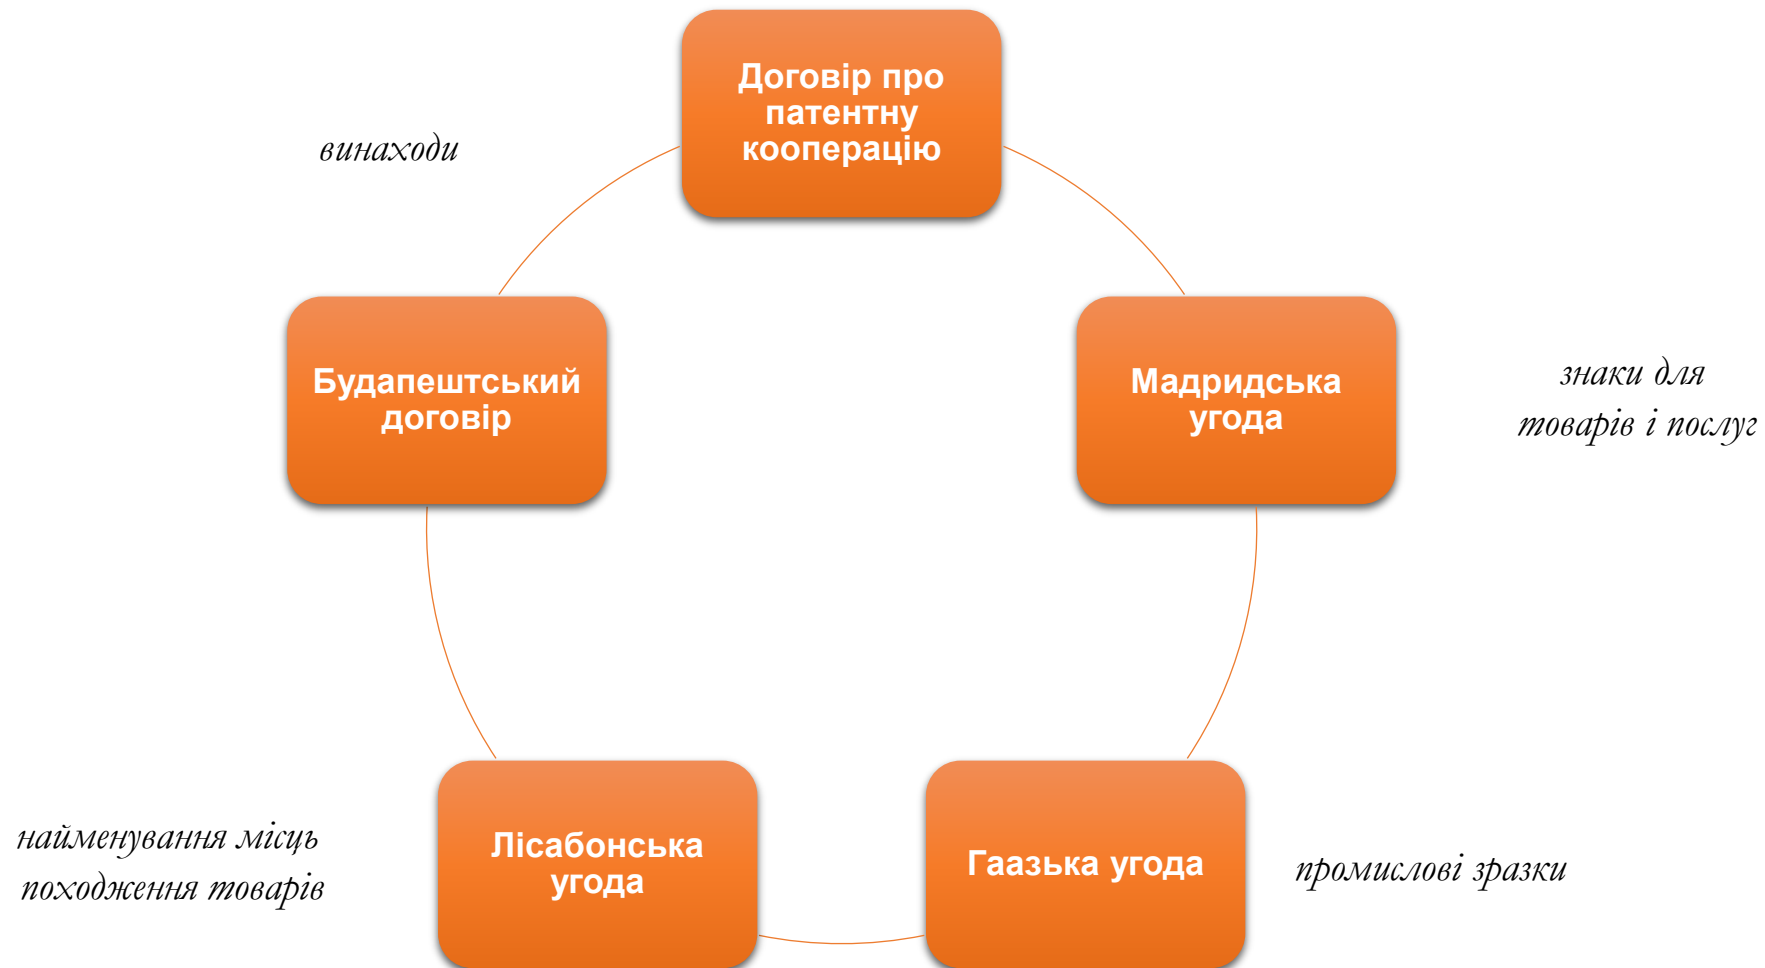 Договір про
патентну
кооперацію
винаходи
Будапештський
договір
Мадридська
угода
знаки для
товарів і послуг
найменування місць
походження товарів
Лісабонська
угода
Гаазька угода
промислові зразки